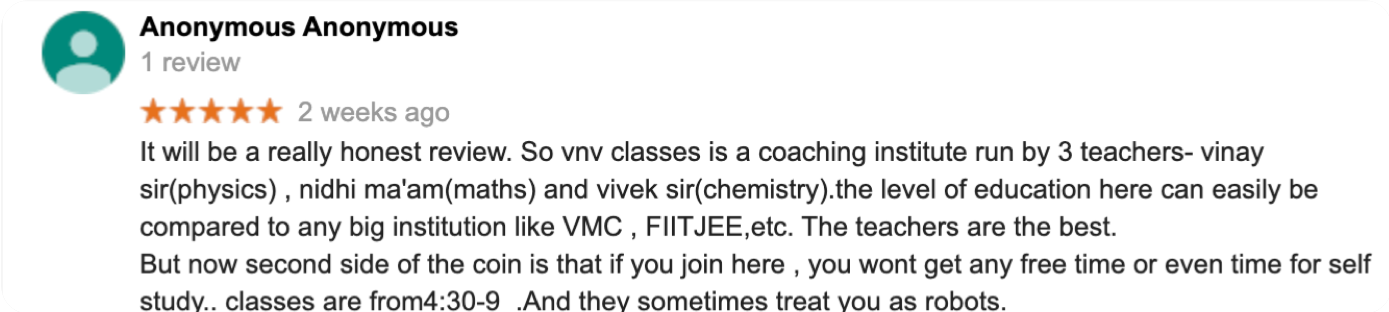 Anonymous Anonymous
1 review
2 weeks ago
It will be a really honest review. So vnv classes is a coaching institute run by 3 teachers- vinay
sir(physics) , nidhi ma'am(maths) and vivek sir(chemistry).the level of education here can easily be
compared to any big institution like VMC , FIITJEE,etc. The teachers are the best.
But now second side of the coin is that if you join here , you wont get any free time or even time for self
study.. classes are from4:30-9  .And they sometimes treat you as robots.